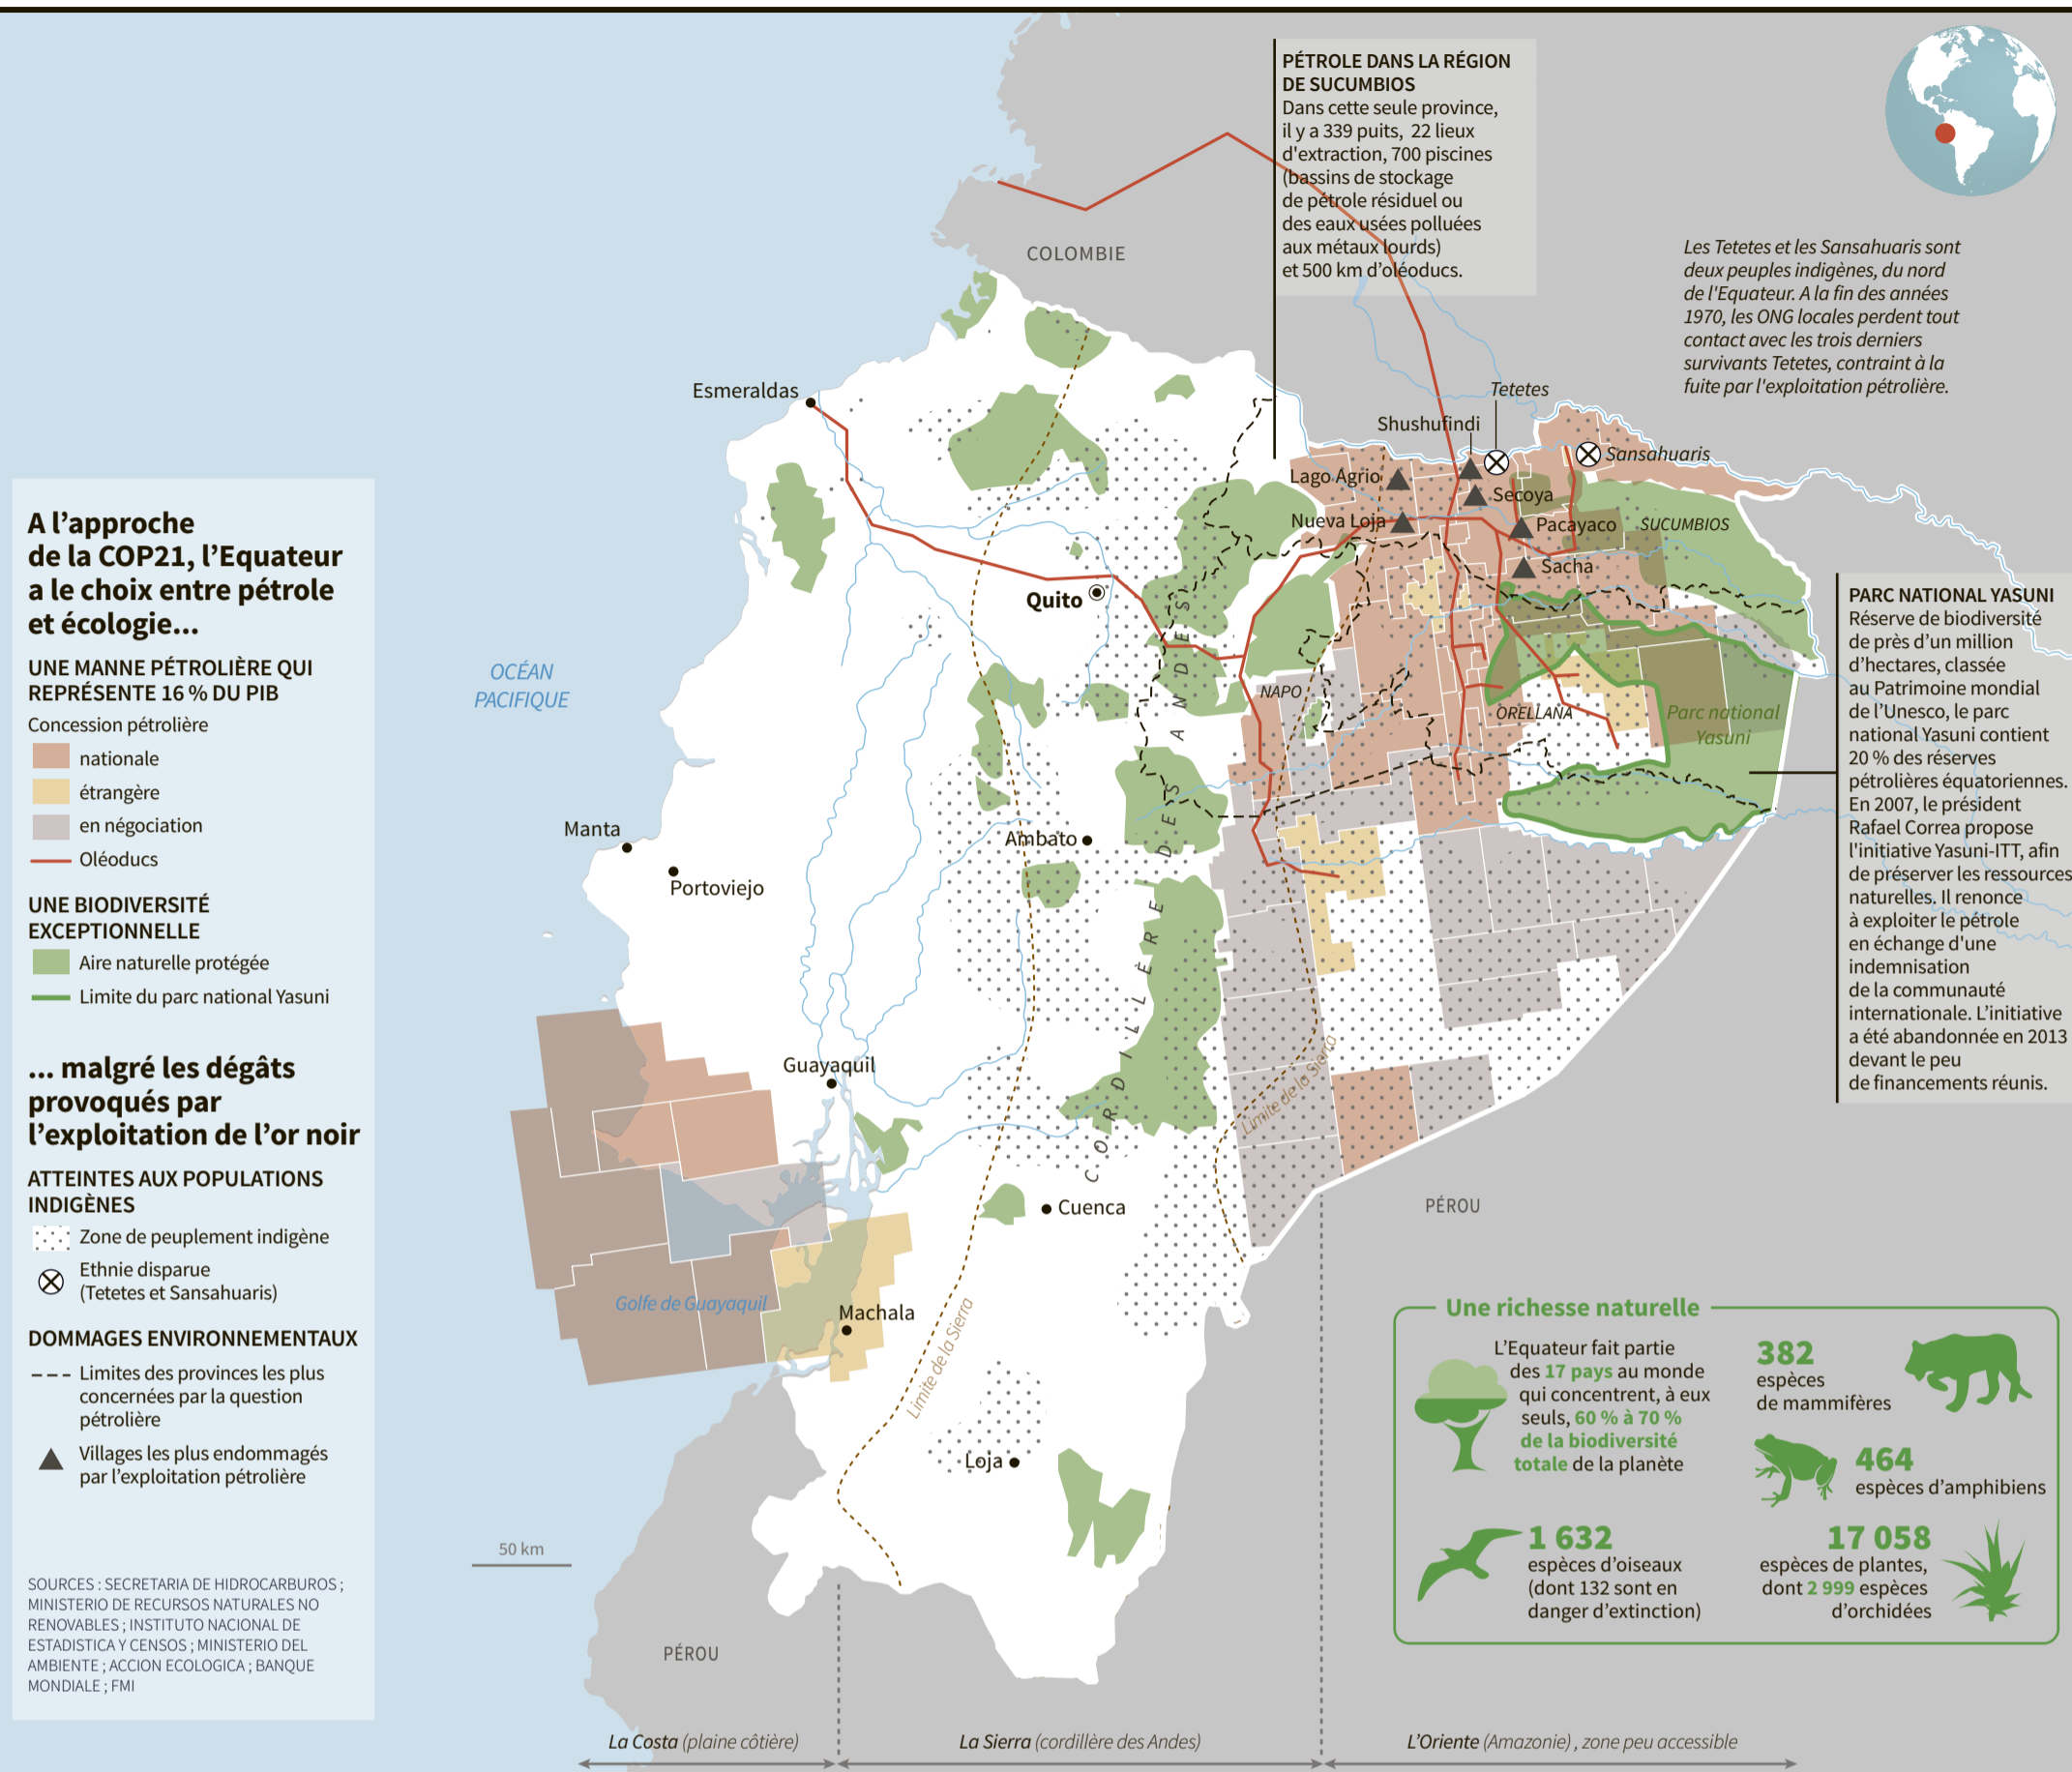 A l’approche
de la COP21, l’Equateur
a le choix entre pétrole
et écologie...
UNE MANNE PÉTROLIÈRE QUI
REPRÉSENTE 16 % DU PIB
Concession pétrolière
nationale
étrangère
en négociation
Oléoducs
UNE BIODIVERSITÉ
EXCEPTIONNELLE
Aire naturelle protégée
Limite du parc national Yasuni
... malgré les dégâts
provoqués par
l’exploitation de l’or noir
ATTEINTES AUX POPULATIONS
INDIGÈNES
Zone de peuplement indigène
Ethnie disparue
(Tetetes et Sansahuaris)
DOMMAGES ENVIRONNEMENTAUX
Limites des provinces les plus
concernées par la question
pétrolière
Villages les plus endommagés
par l’exploitation pétrolière
SOURCES : SECRETARIA DE HIDROCARBUROS ;
MINISTERIO DE RECURSOS NATURALES NO
RENOVABLES ; INSTITUTO NACIONAL DE
ESTADISTICA Y CENSOS ; MINISTERIO DEL
AMBIENTE ; ACCION ECOLOGICA ; BANQUE
MONDIALE ; FMI
PÉTROLE DANS LA RÉGION
DE SUCUMBIOS
Dans cette seule province,
il y a 339 puits, 22 lieux
d'extraction, 700 piscines
(bassins de stockage
de pétrole résiduel ou
des eaux usées polluées
aux métaux lourds)
et 500 km d’oléoducs.
Les Tetetes et les Sansahuaris sont
deux peuples indigènes, du nord
de l'Equateur. A la fin des années
1970, les ONG locales perdent tout
contact avec les trois derniers
survivants Tetetes, contraint à la
fuite par l'exploitation pétrolière.
COLOMBIE
Esmeraldas
Tetetes
Shushufindi
Sansahuaris
Lago Agrio
Secoya
Nueva Loja
Pacayaco
SUCUMBIOS
Sacha
Quito
OCÉAN
PACIFIQUE
NAPO
ORELLANA
Parc national
Yasuni
Manta
Ambato
Portoviejo
CORDILLÈRE DES ANDES
Guayaquil
Limite de la Sierra
Cuenca
PÉROU
Golfe de Guayaquil
Machala
Limite de la Sierra
Loja
50 km
PÉROU
PARC NATIONAL YASUNI
Réserve de biodiversité
de près d’un million
d’hectares, classée
au Patrimoine mondial
de l’Unesco, le parc
national Yasuni contient
20 % des réserves
pétrolières équatoriennes.
En 2007, le président
Rafael Correa propose
l'initiative Yasuni-ITT, afin
de préserver les ressources
naturelles. Il renonce
à exploiter le pétrole
en échange d'une
indemnisation
de la communauté
internationale. L’initiative
a été abandonnée en 2013
devant le peu
de financements réunis.
Une richesse naturelle
L’Equateur fait partie
des 17 pays au monde
qui concentrent, à eux
seuls, 60 % à 70 %
de la biodiversité
totale de la planète
382
espèces
de mammifères
464
espèces d’amphibiens
1 632
espèces d’oiseaux
(dont 132 sont en
danger d’extinction)
17 058
espèces de plantes,
dont 2 999 espèces
d’orchidées
La Costa (plaine côtière)
La Sierra (cordillère des Andes)
L’Oriente (Amazonie) , zone peu accessible